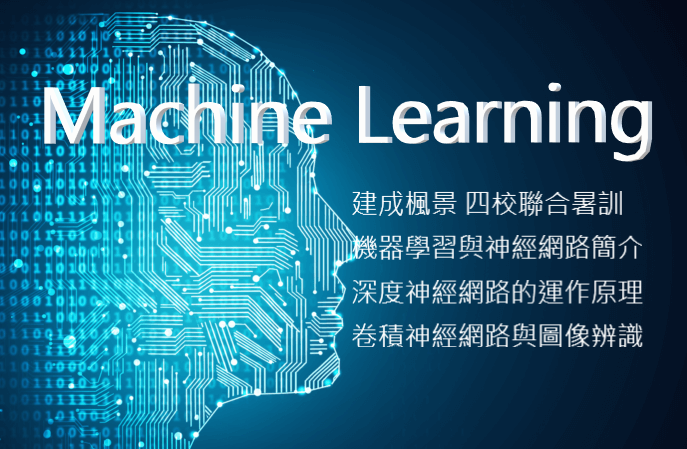 Machine Learning
建成楓景 四校聯合暑訓
機器學習與神經網路簡介
深度神經網路的運作原理
卷積神經網路與圖像辨識